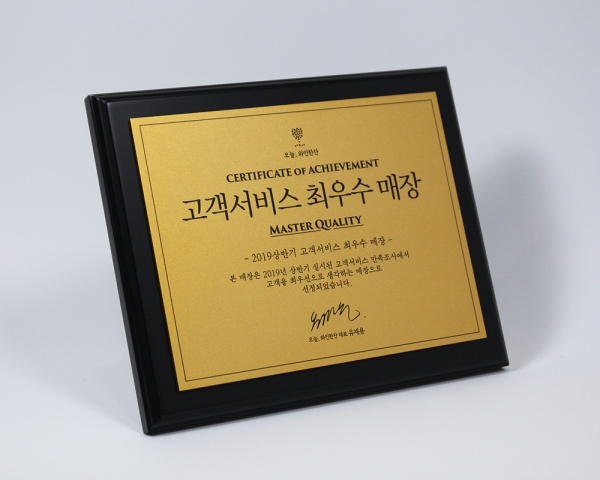 오늘, 와인한잔
CERTIFICATE OF ACHIEVEMENT
고객서비스 최우수 매장
MASTER QUALITY
- 2019상반기 고객서비스 최우수 매장 -
본 매장은 2019년 상반기 실시된 고객서비스 만족조사에서
고객을 최우선으로 생각하는 매장으로
선정되었습니다.
오늘, 와인한잔 대표 유재용